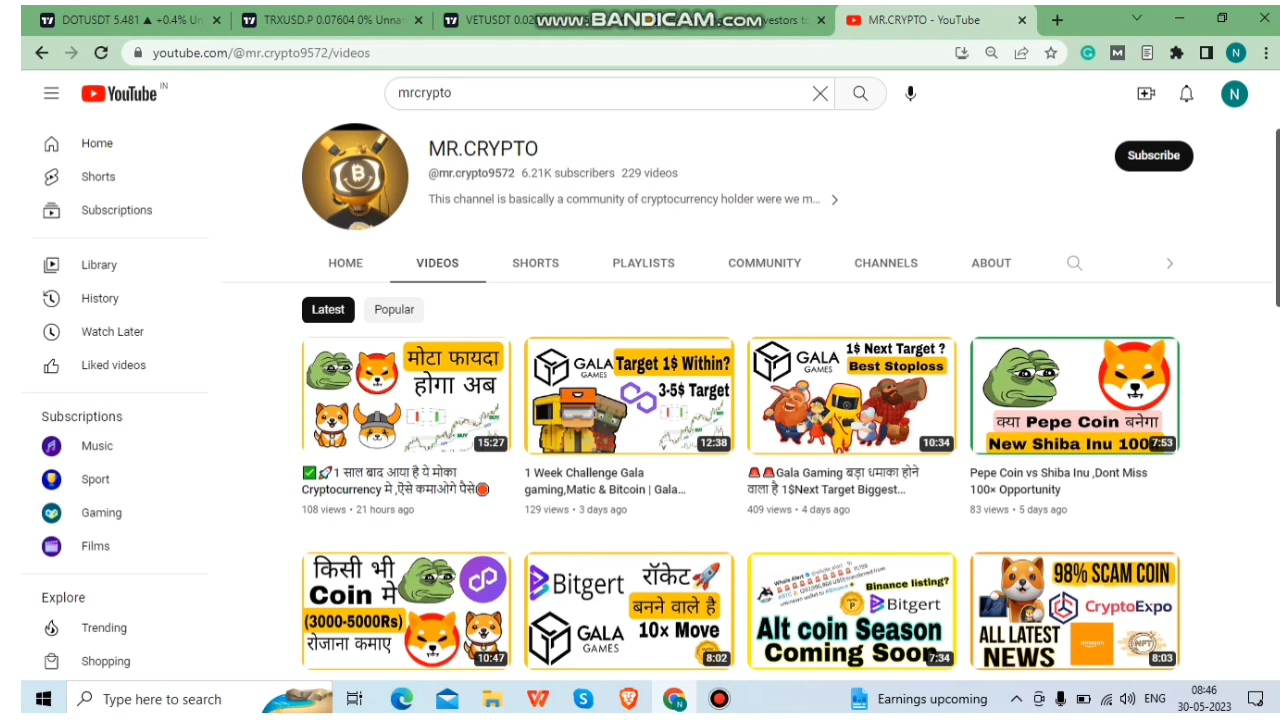 DOTUSDT 5.481 ▲ +0.4% Un
TRXUSD.P 0.07604 0% Unnar
VETUSDT 0.02
www.BANDICAM.com
vestors to
MR.CRYPTO - YouTube
youtube.com/@mr.crypto9572/videos
N
YouTube IN
mrcrypto
N
Home
Shorts
Subscriptions
Library
History
Watch Later
Liked videos
Subscriptions
Music
Sport
Gaming
Films
Explore
Trending
Shopping
MR.CRYPTO
@mr.crypto9572 6.21K subscribers 229 videos
This channel is basically a community of cryptocurrency holder were we m...
Subscribe
HOME VIDEOS SHORTS PLAYLISTS COMMUNITY CHANNELS ABOUT
Latest Popular
मोटा फायदा
होगा अब
15:27
✅🚀1 साल बाद आया है ये मोका
Cryptocurrency मे ,ऐसे कमाओगे पैसे🔴
108 views • 21 hours ago
GALA
GAMES
Target 1$ Within?
3-5$ Target
12:38
1 Week Challenge Gala
gaming,Matic & Bitcoin | Gala...
129 views • 3 days ago
GALA
GAMES
1$ Next Target ?
Best Stoploss
10:34
🚨🚨Gala Gaming बड़ा धमाका होने
वाला है 1$Next Target Biggest...
409 views • 4 days ago
क्या Pepe Coin बनेगा
New Shiba Inu 100
7:53
Pepe Coin vs Shiba Inu ,Dont Miss
100× Opportunity
83 views • 5 days ago
किसी भी
Coin मे
(3000-5000Rs)
रोजाना कमाए
10:47
Bitgert
GALA
GAMES
रॉकेट
बनने वाले है
10× Move
8:02
Whale Alert
Binance listing?
Bitgert
Alt coin Season
Coming Soon
7:34
98% SCAM COIN
CryptoExpo
ALL LATEST
NEWS
amazon
NFT
8:03
Type here to search
Earnings upcoming
ENG
08:46
30-05-2023